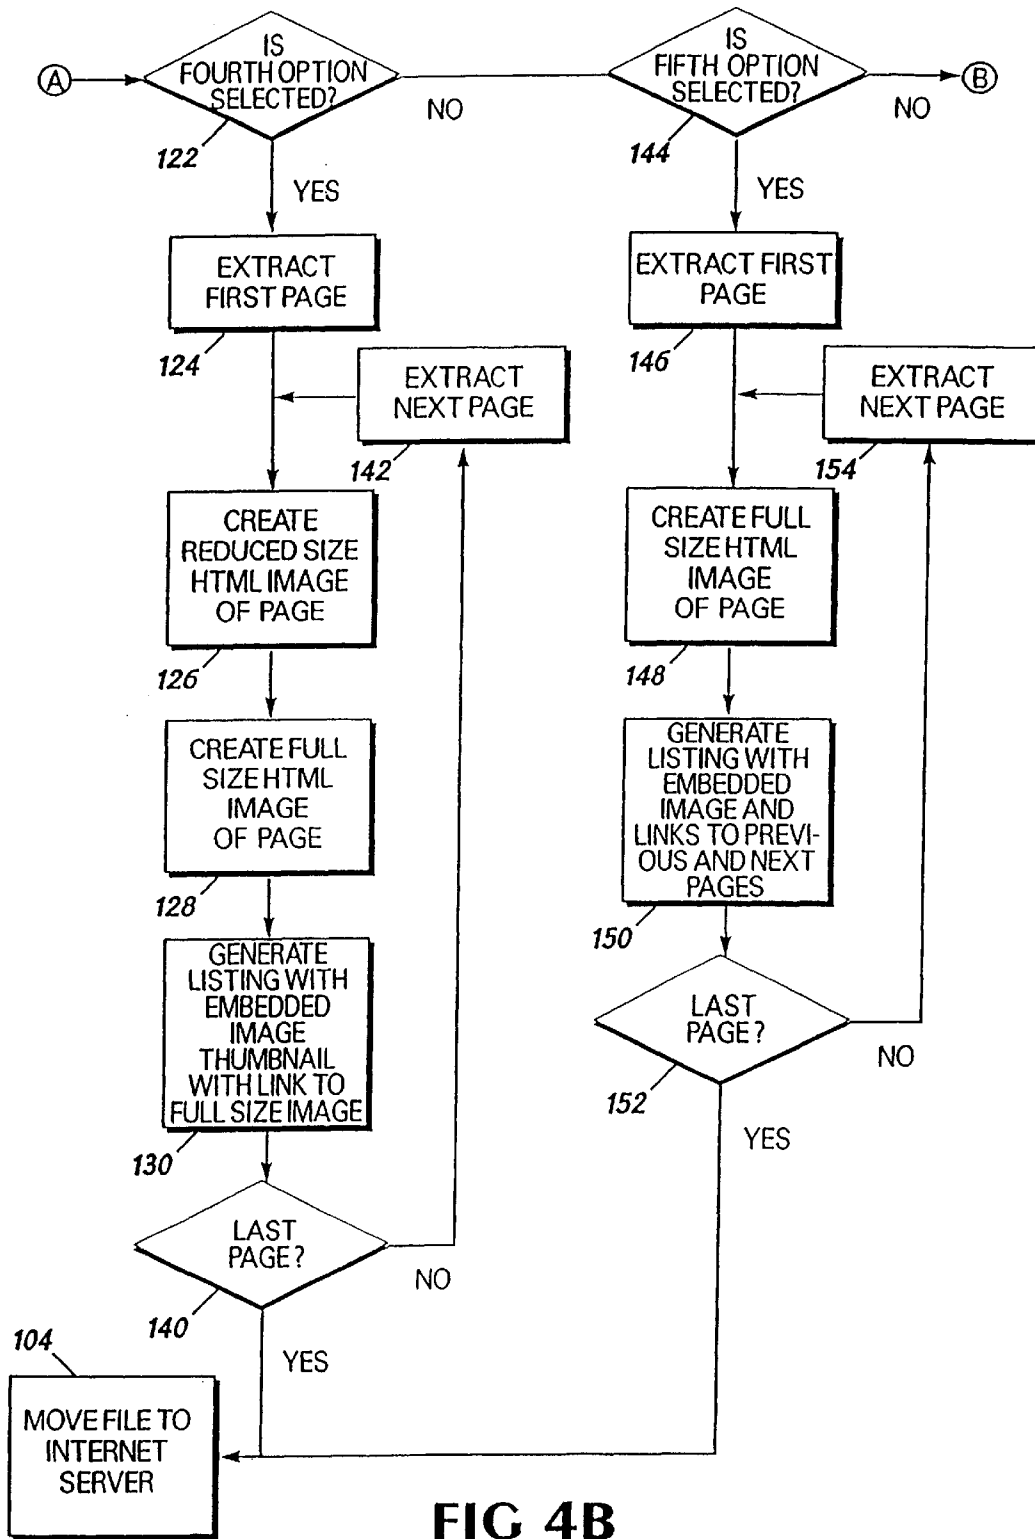 A
IS
FOURTH OPTION
SELECTED?
122
NO
YES
IS
FIFTH OPTION
SELECTED?
144
NO
B
YES
EXTRACT
FIRST PAGE
124
EXTRACT
NEXT PAGE
142
CREATE
REDUCED SIZE
HTML IMAGE
OF PAGE
126
CREATE FULL
SIZE HTML
IMAGE
OF PAGE
128
GENERATE
LISTING WITH
EMBEDDED
IMAGE
THUMBNAIL
WITH LINK TO
FULL SIZE IMAGE
130
LAST
PAGE?
NO
140
YES
EXTRACT FIRST
PAGE
146
EXTRACT
NEXT PAGE
154
CREATE FULL
SIZE HTML
IMAGE
OF PAGE
148
GENERATE
LISTING WITH
EMBEDDED
IMAGE AND
LINKS TO PREVI-
OUS AND NEXT
PAGES
150
LAST
PAGE?
NO
152
YES
104
MOVE FILE TO
INTERNET
SERVER
FIG 4B